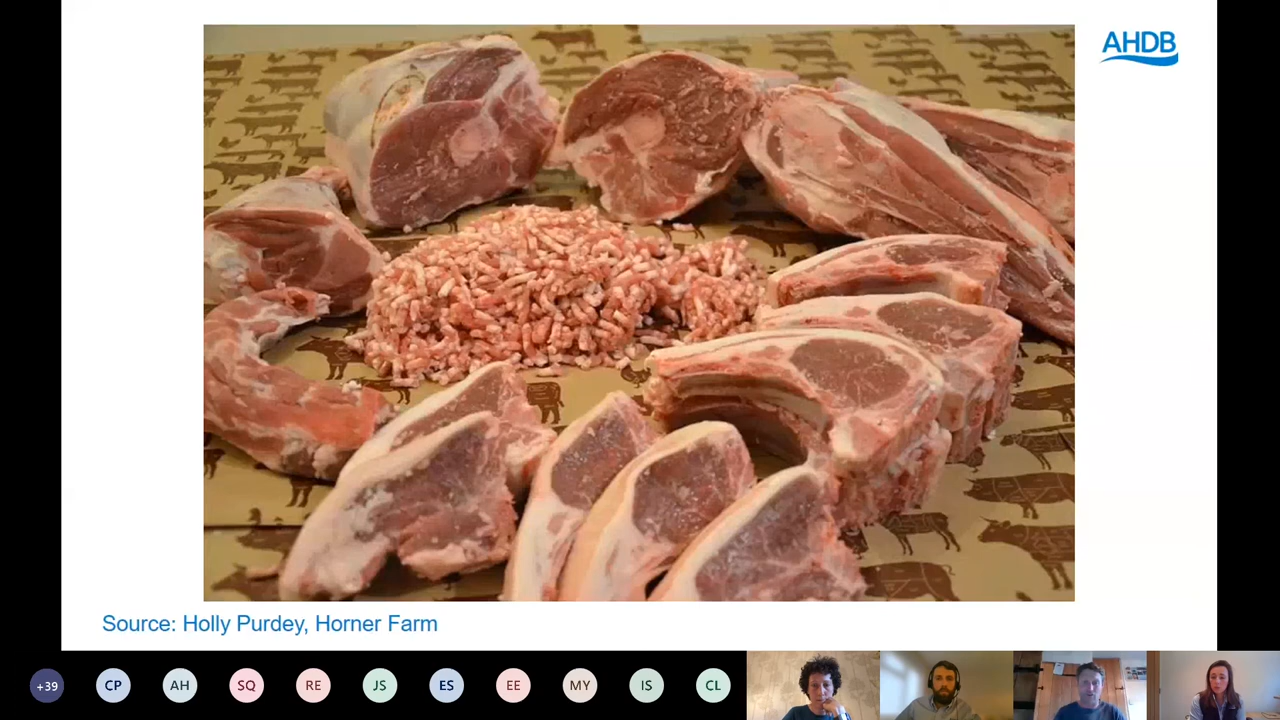 AHDB
Source: Holly Purdey, Horner Farm
+39
CP
AH
SQ
RE
JS
ES
EE
MY
IS
CL